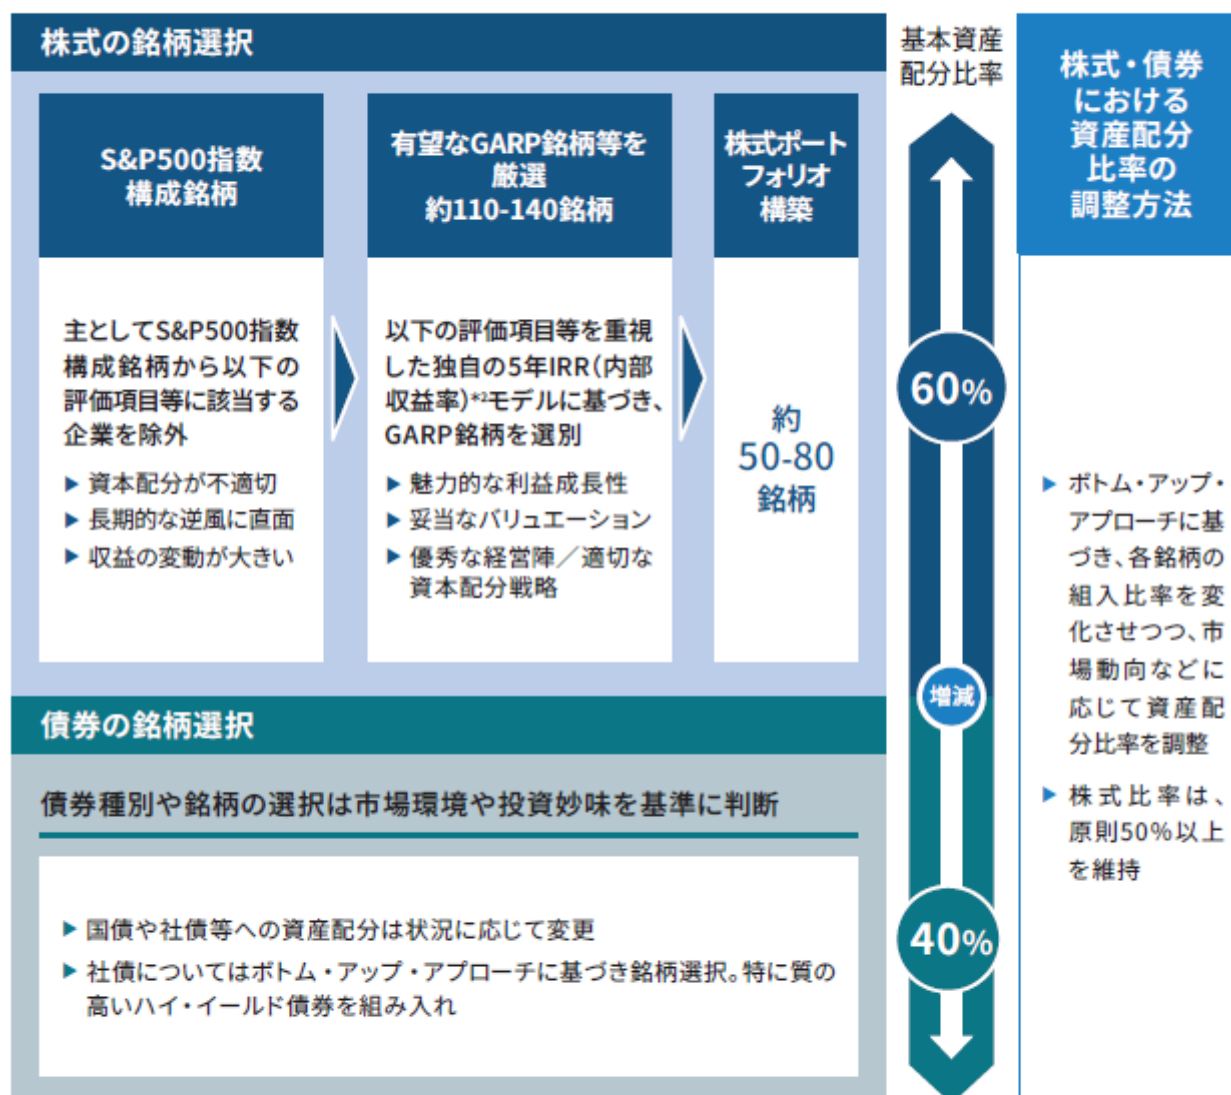 株式の銘柄選択
S&P500指数
構成銘柄
主としてS&P500指数
構成銘柄から以下の
評価項目等に該当する
企業を除外
▶ 資本配分が不適切
▶ 長期的な逆風に直面
▶ 収益の変動が大きい
有望なGARP銘柄等を
厳選
約110-140銘柄
以下の評価項目等を重視
した独自の5年IRR(内部
収益率)*²モデルに基づき、
GARP銘柄を選別
▶ 魅力的な利益成長性
▶ 妥当なバリュエーション
▶ 優秀な経営陣／適切な
資本配分戦略
株式ポート
フォリオ
構築
約
50-80
銘柄
債券の銘柄選択
債券種別や銘柄の選択は市場環境や投資妙味を基準に判断
▶ 国債や社債等への資産配分は状況に応じて変更
▶ 社債についてはボトム・アップ・アプローチに基づき銘柄選択。特に質の
高いハイ・イールド債券を組み入れ
基本資産
配分比率
60%
増減
40%
株式・債券
における
資産配分
比率の
調整方法
▶ ボトム・アップ・
アプローチに基
づき、各銘柄の
組入比率を変
化させつつ、市
場動向などに
応じて資産配
分比率を調整
▶ 株式比率は、
原則50%以上
を維持